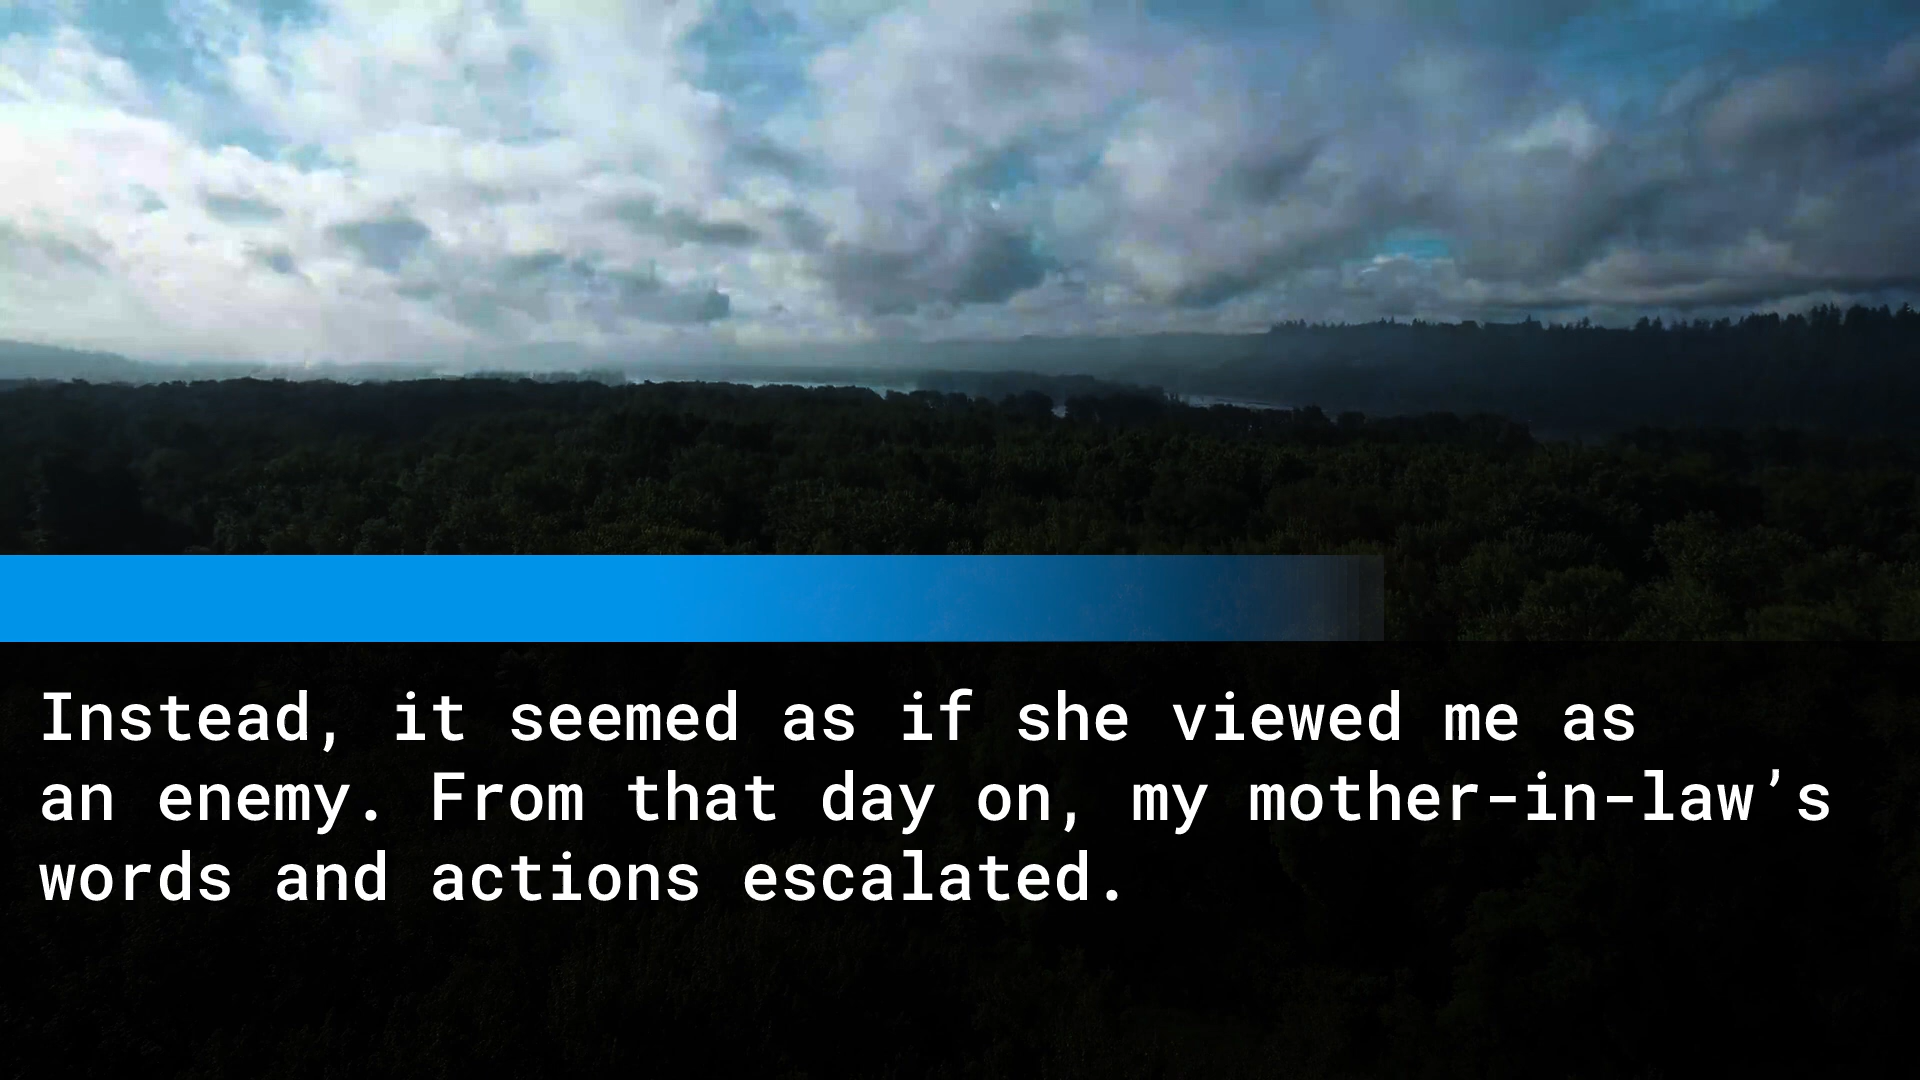 Instead, it seemed as if she viewed me as
an enemy. From that day on, my mother-in-law’s
words and actions escalated.